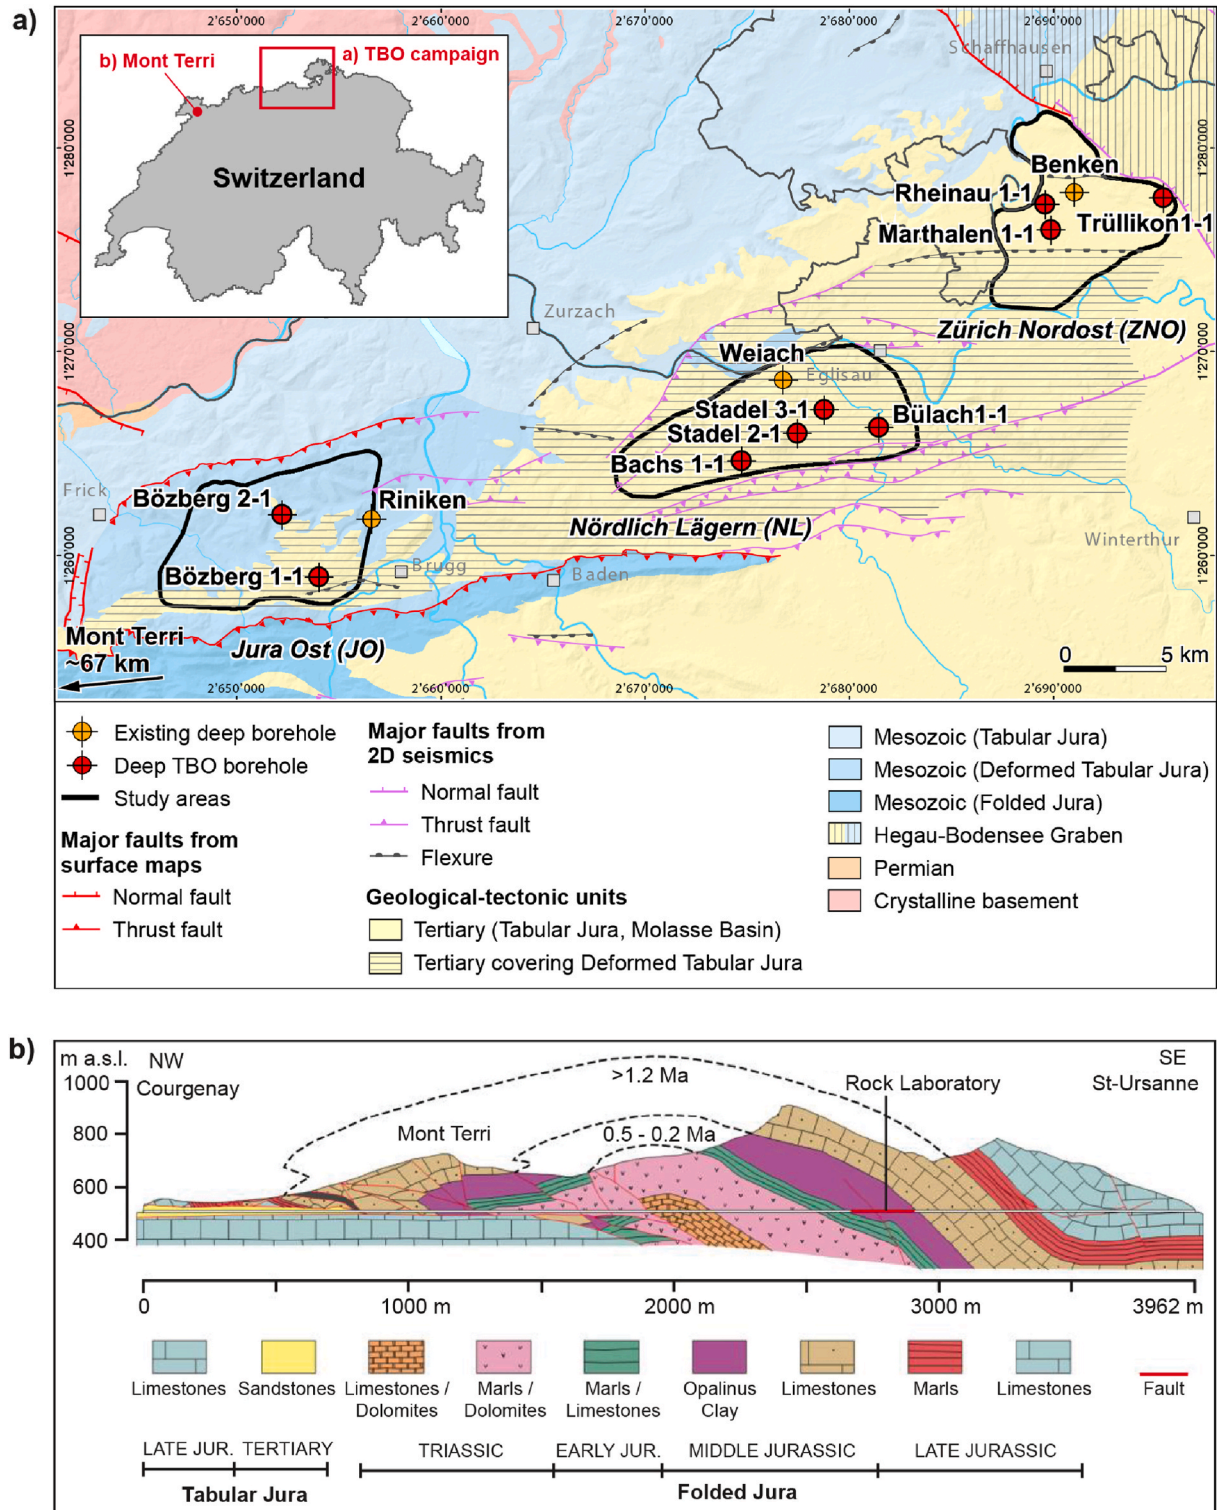 a)
2'650'000 2'660'000 2'670'000 2'680'000 2'690'000
b) Mont Terri
a) TBO campaign
Switzerland
Schaffhausen
1'280'000
1'280'000
Benken
Rheinau 1-1
Trüllikon1-1
Marthalen 1-1
Zurzach
Zürich Nordost (ZNO)
1'270'000
1'270'000
Weiach
Eglisau
Stadel 3-1
Bülach1-1
Stadel 2-1
Bachs 1-1
Frick
Bözberg 2-1
Riniken
Nördlich Lägern (NL)
Winterthur
1'260'000
1'260'000
Bözberg 1-1
Brugg
Baden
Mont Terri
~67 km
Jura Ost (JO)
0 5 km
2'650'000 2'660'000 2'670'000 2'680'000 2'690'000
Existing deep borehole
Deep TBO borehole
Study areas
Major faults from
surface maps
Normal fault
Thrust fault
Major faults from
2D seismics
Normal fault
Thrust fault
Flexure
Geological-tectonic units
Tertiary (Tabular Jura, Molasse Basin)
Tertiary covering Deformed Tabular Jura
Mesozoic (Tabular Jura)
Mesozoic (Deformed Tabular Jura)
Mesozoic (Folded Jura)
Hegau-Bodensee Graben
Permian
Crystalline basement
b)
m a.s.l. NW SE
Courgenay St-Ursanne
1000
800
600
400
>1.2 Ma
Rock Laboratory
Mont Terri
0.5 - 0.2 Ma
0 1000 m 2000 m 3000 m 3962 m
Limestones
Sandstones
Limestones /
Dolomites
Marls /
Dolomites
Marls /
Limestones
Opalinus
Clay
Limestones
Marls
Limestones
Fault
LATE JUR. TERTIARY TRIASSIC EARLY JUR. MIDDLE JURASSIC LATE JURASSIC
Tabular Jura Folded Jura